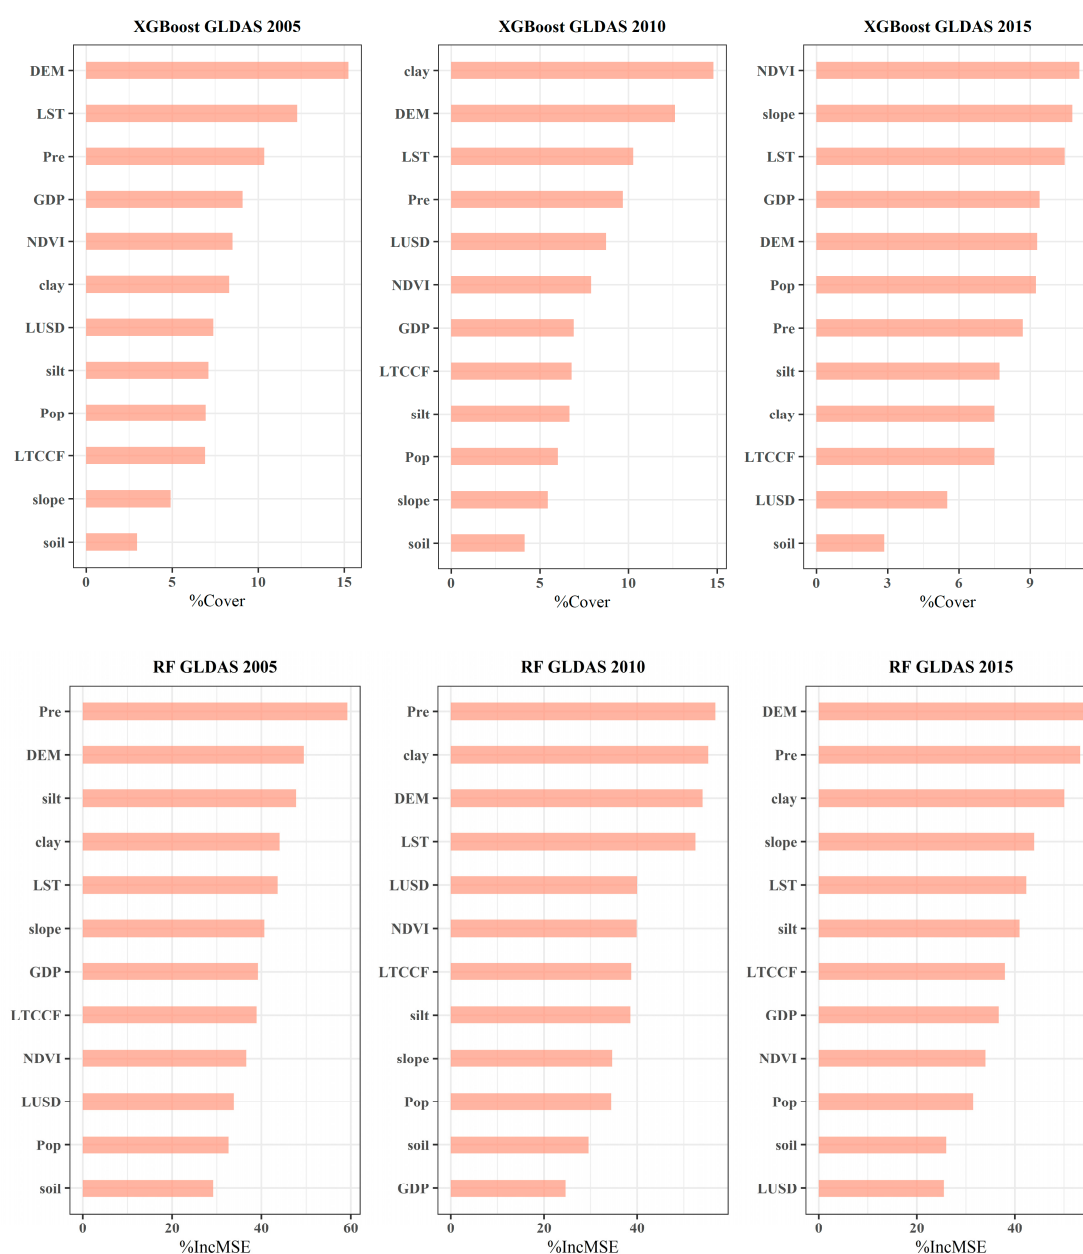 XGBoost GLDAS 2005
DEM
LST
Pre
GDP
NDVI
clay
LUSD
silt
Pop
LTCCF
slope
soil
0 5 10 15
%Cover
XGBoost GLDAS 2010
clay
DEM
LST
Pre
LUSD
NDVI
GDP
LTCCF
silt
Pop
slope
soil
0 5 10 15
%Cover
XGBoost GLDAS 2015
NDVI
slope
LST
GDP
DEM
Pop
Pre
silt
clay
LTCCF
LUSD
soil
0 3 6 9
%Cover
RF GLDAS 2005
Pre
DEM
silt
clay
LST
slope
GDP
LTCCF
NDVI
LUSD
Pop
soil
0 20 40 60
%IncMSE
RF GLDAS 2010
Pre
clay
DEM
LST
LUSD
NDVI
LTCCF
silt
slope
Pop
soil
GDP
0 20 40
%IncMSE
RF GLDAS 2015
DEM
Pre
clay
slope
LST
silt
LTCCF
GDP
NDVI
Pop
soil
LUSD
0 20 40
%IncMSE